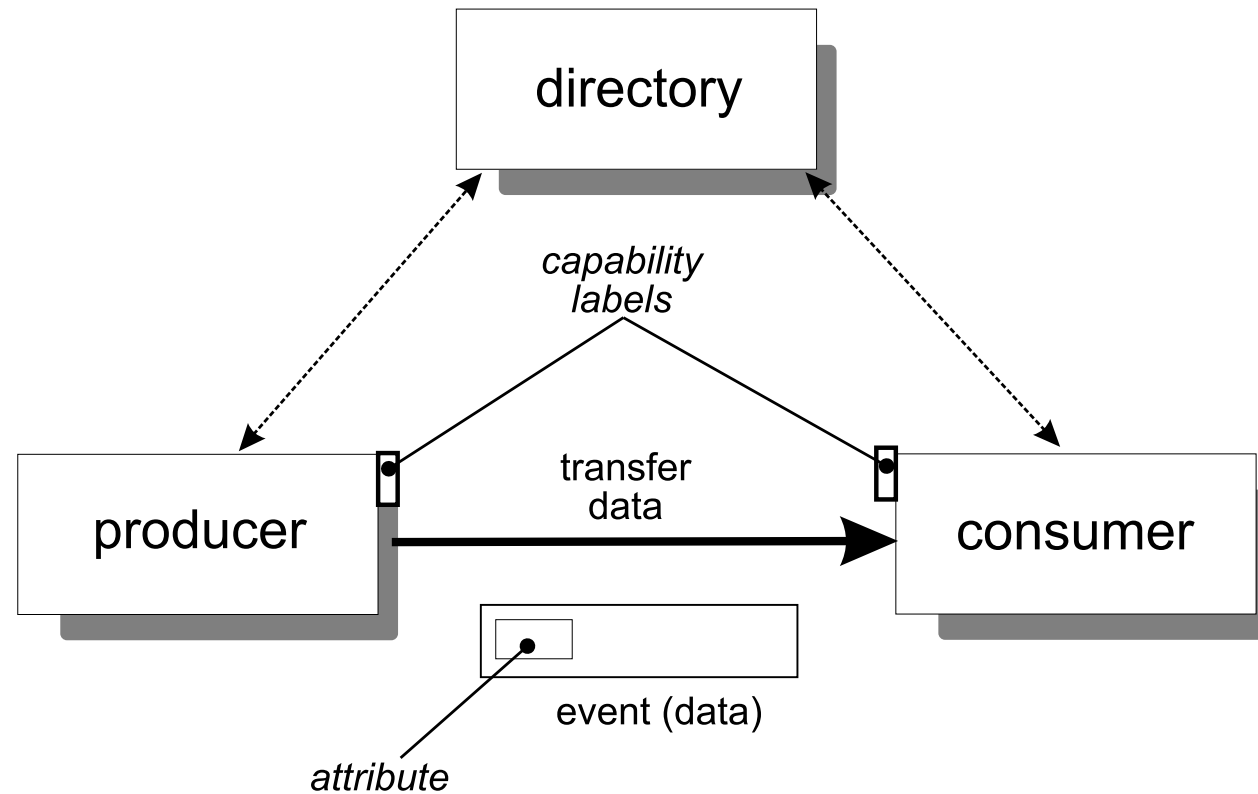 directory
capability
labels
transfer
data
producer
consumer
event (data)
attribute